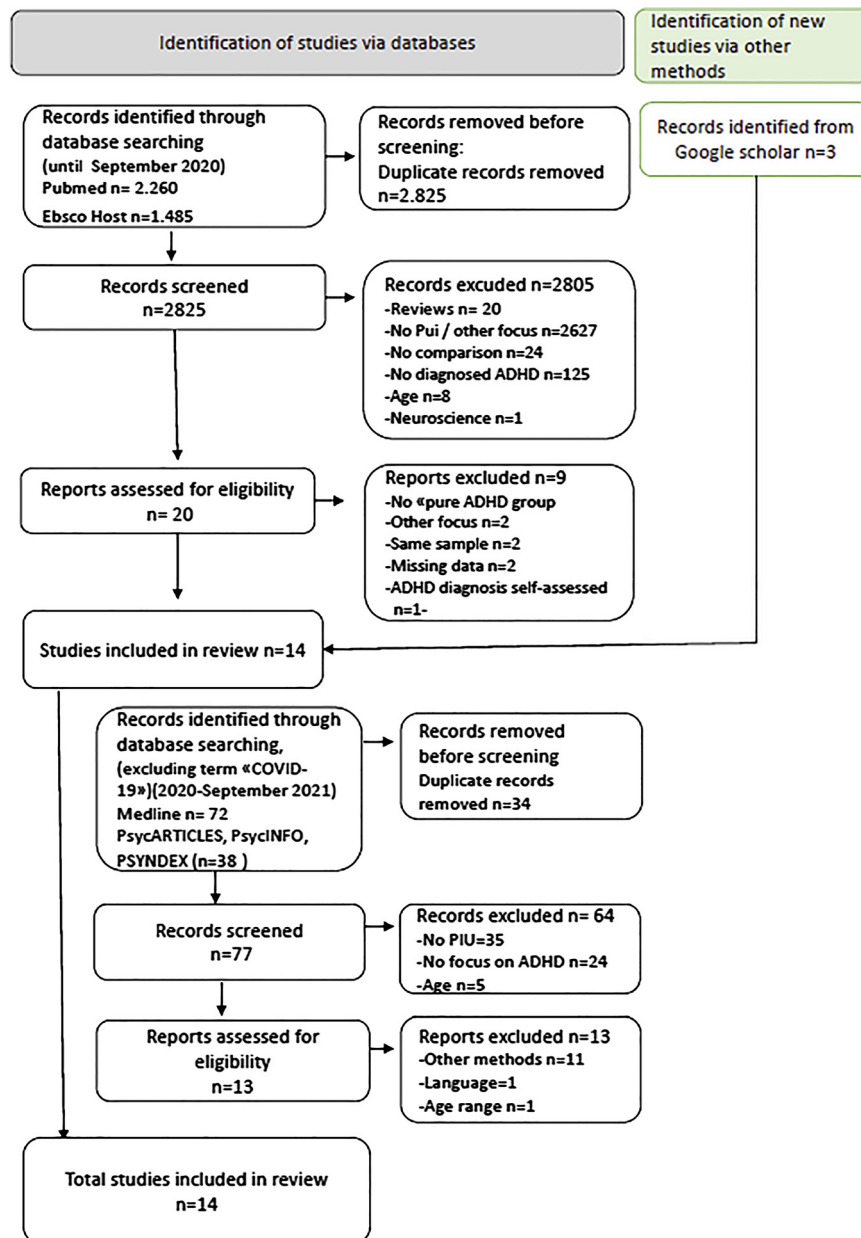 Identification of studies via databases
Identification of new
studies via other
methods
Records identified through
database searching
(until September 2020)
Pubmed n= 2.260
Ebsco Host n=1.485
Records removed before
screening:
Duplicate records removed
n=2.825
Records identified from
Google scholar n=3
Records screened
n=2825
Records excuded n=2805
-Reviews n= 20
-No Pui / other focus n=2627
-No comparison n=24
-No diagnosed ADHD n=125
-Age n=8
-Neuroscience n=1
Reports assessed for eligibility
n= 20
Reports excluded n=9
-No «pure ADHD group
-Other focus n=2
-Same sample n=2
-Missing data n=2
-ADHD diagnosis self-assessed
n=1-
Studies included in review n=14
Records identified through
database searching,
(excluding term «COVID-
19»)(2020-September 2021)
Medline n= 72
PsycARTICLES, PsycINFO,
PSYNDEX (n=38 )
Records removed
before screening
Duplicate records
removed n=34
Records screened
n=77
Records excluded n= 64
-No PIU=35
-No focus on ADHD n=24
-Age n=5
Reports assessed for
eligibility
n=13
Reports excluded n=13
-Other methods n=11
-Language=1
-Age range n=1
Total studies included in review
n=14